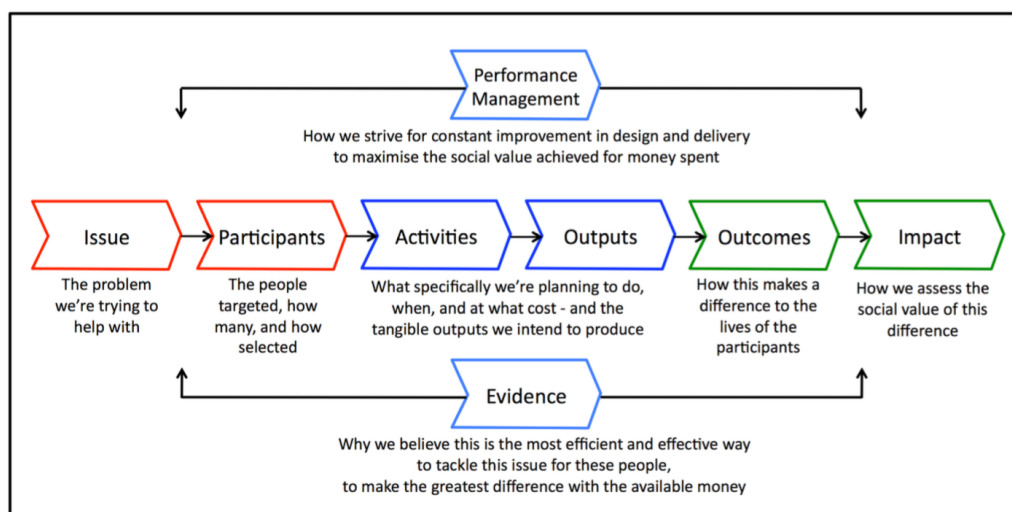 Performance
Management
How we strive for constant improvement in design and delivery
to maximise the social value achieved for money spent
Issue
Participants
Activities
Outputs
Outcomes
Impact
The problem
we're trying to
help with
The people
targeted, how
many, and how
selected
What specifically we're planning to do,
when, and at what cost - and the
tangible outputs we intend to produce
How this makes a
difference to the
lives of the
participants
How we assess the
social value of this
difference
Evidence
Why we believe this is the most efficient and effective way
to tackle this issue for these people,
to make the greatest difference with the available money